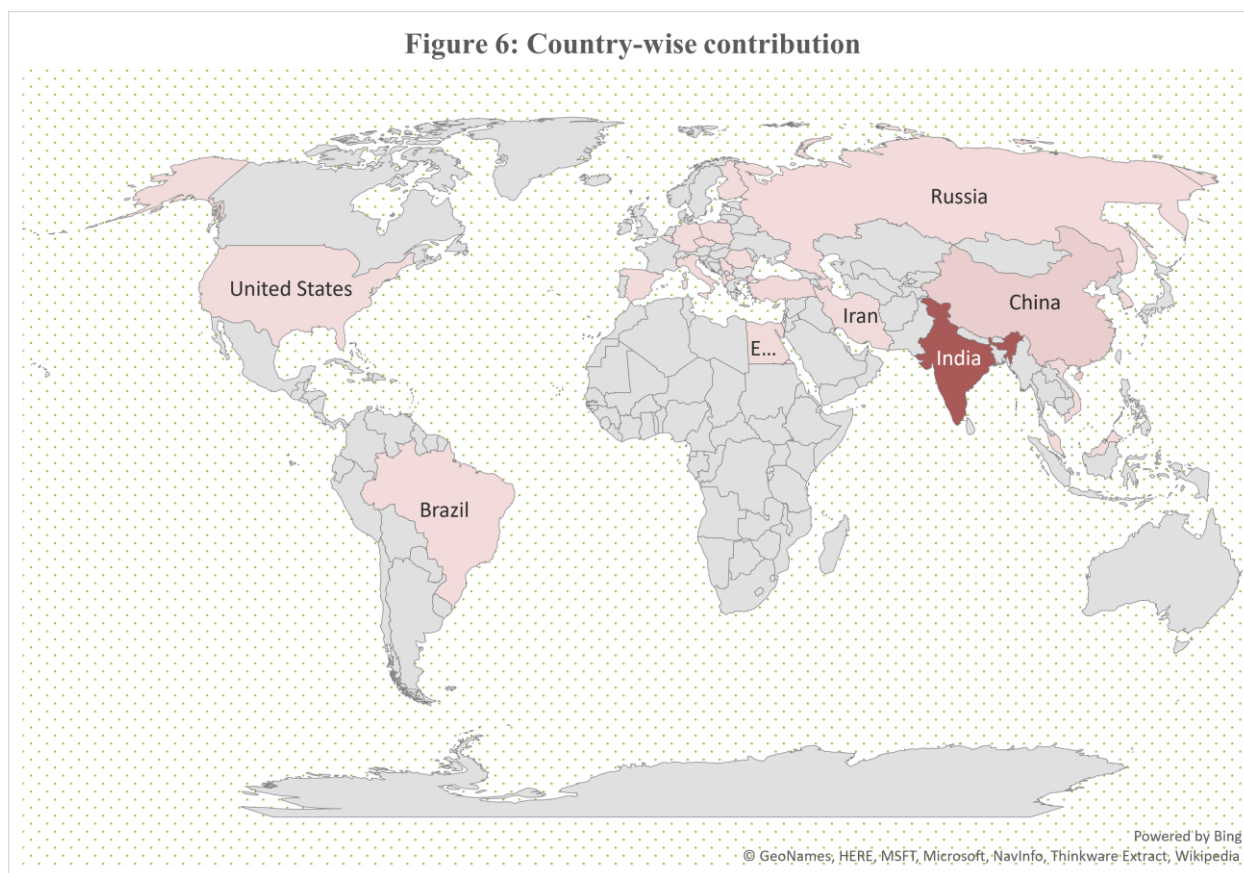 Figure 6: Country-wise contribution
Russia
United States
China
Iran
E...
India
Brazil
Powered by Bing
© GeoNames, HERE, MSFT, Microsoft, NavInfo, Thinkware Extract, Wikipedia